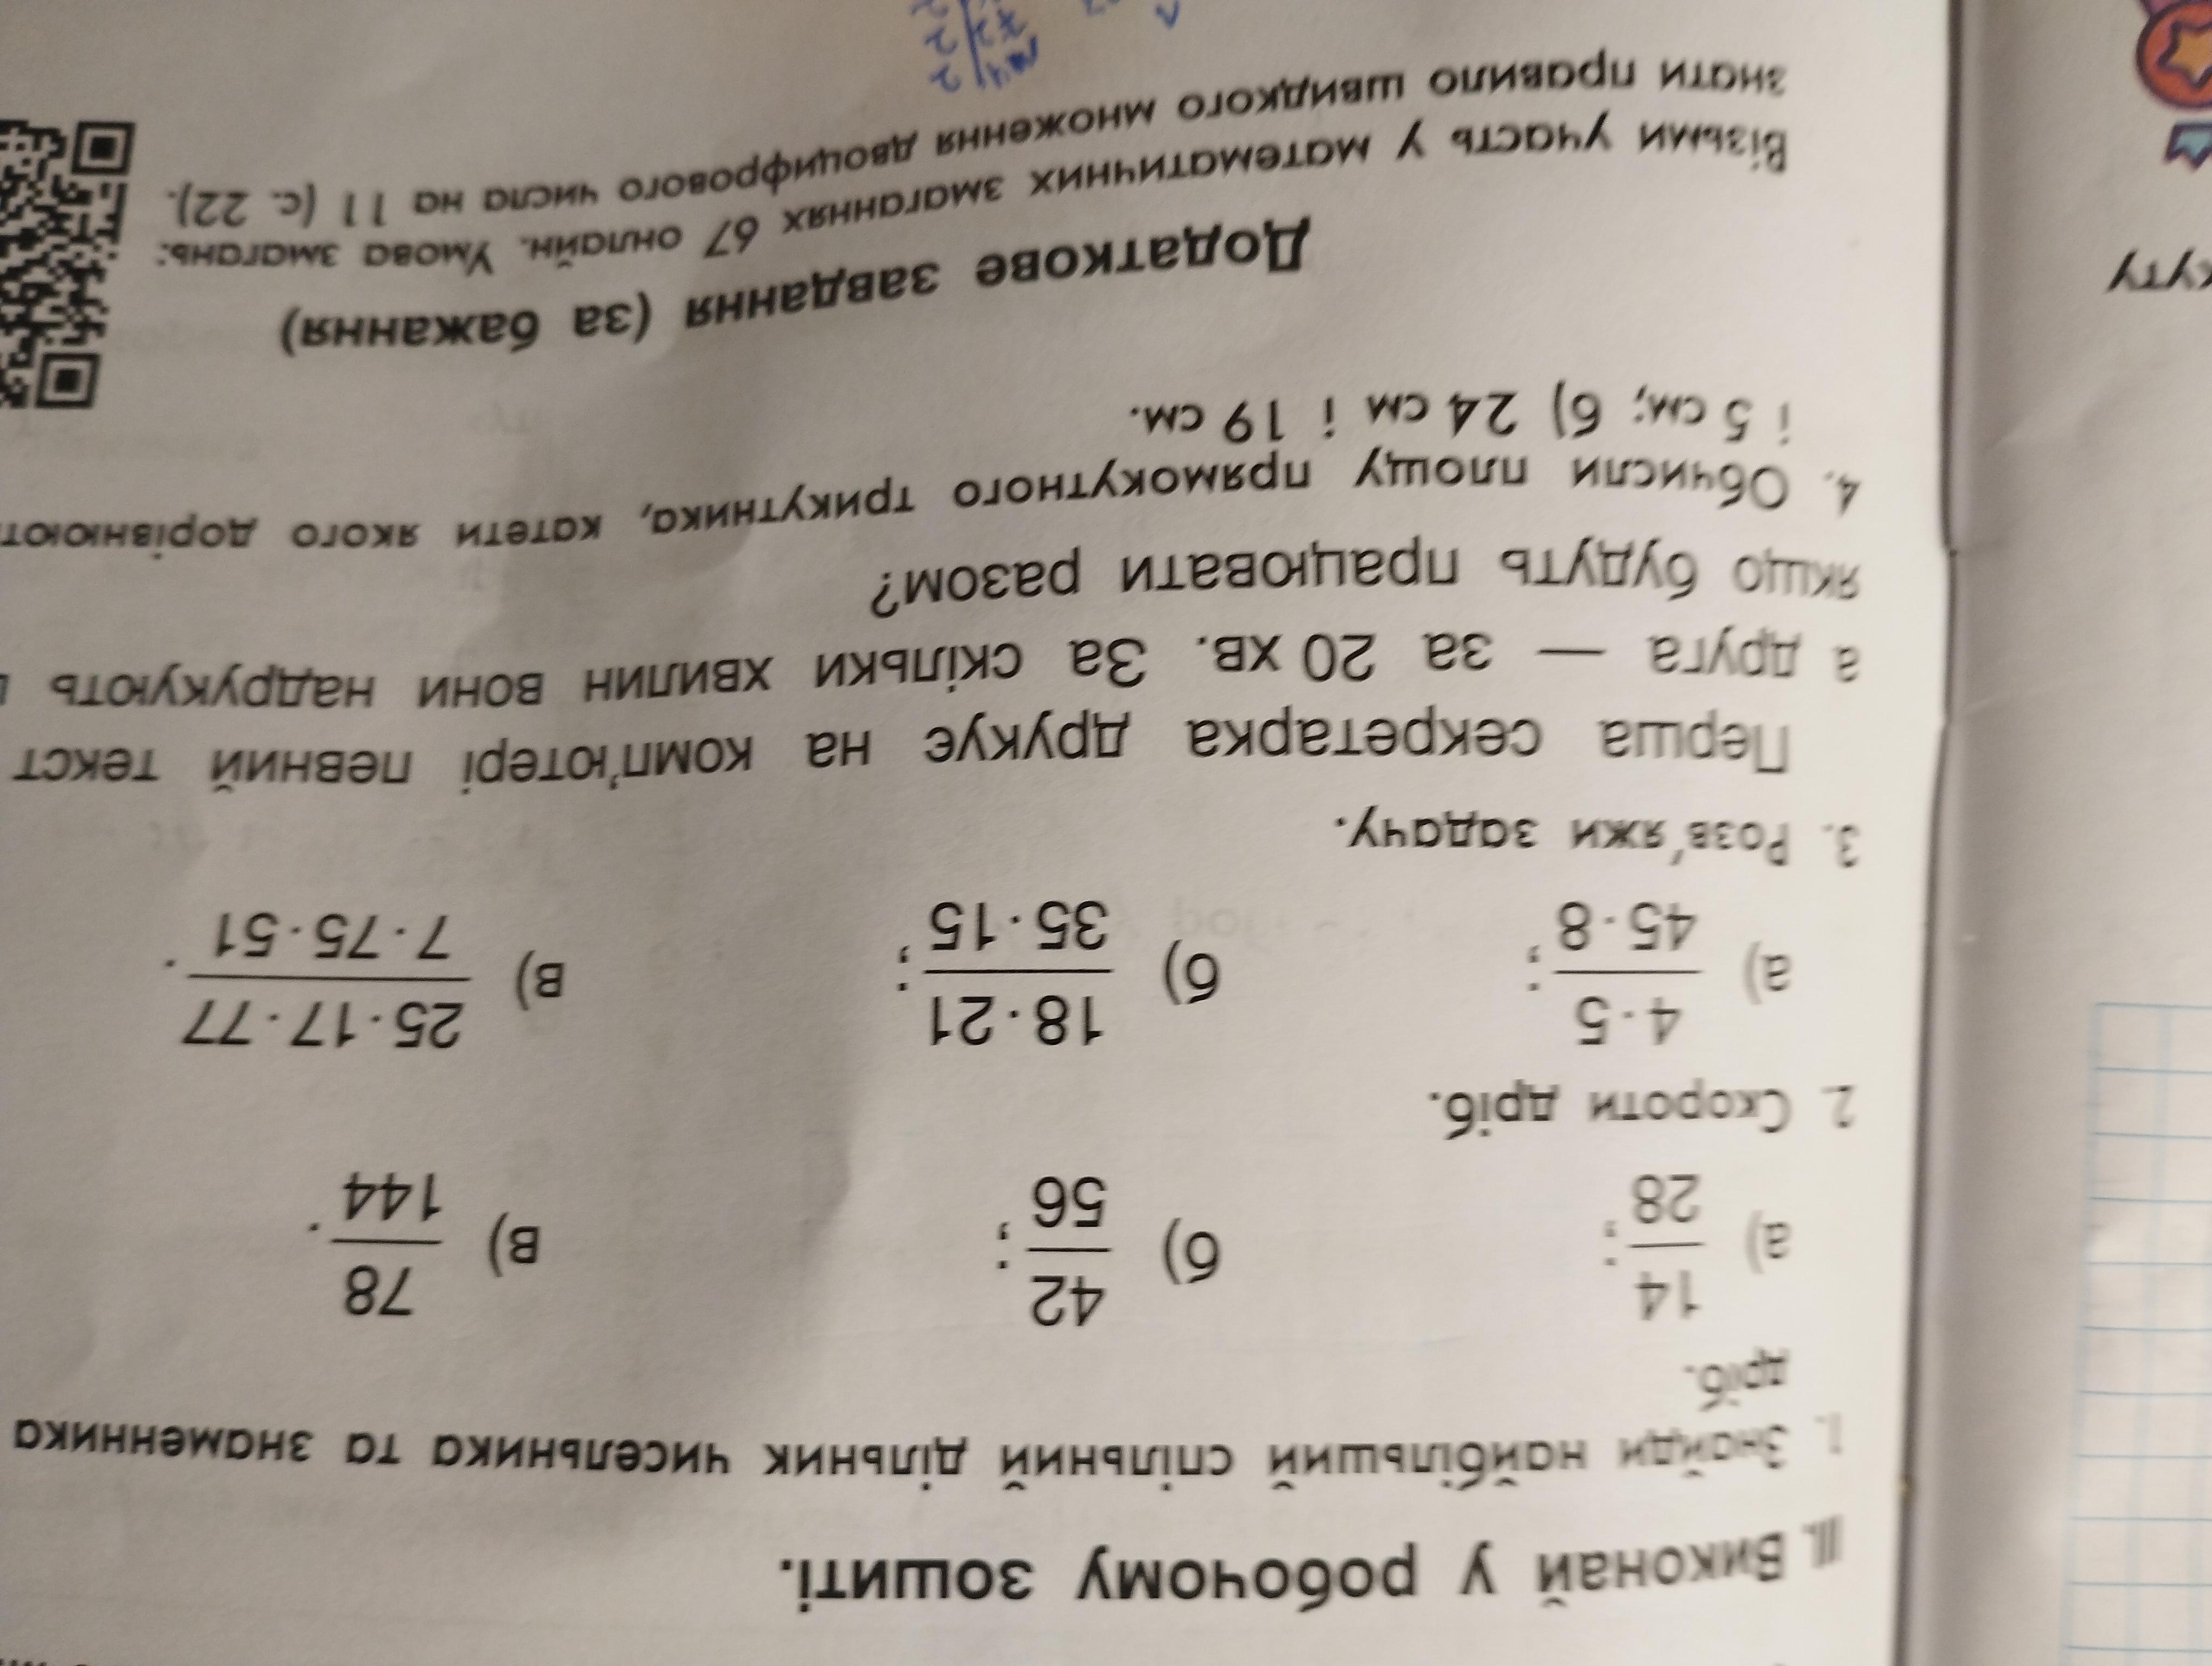 ІІІ. Виконай у робочому зошиті.
1. Знайди найбільший спільний дільник чисельника та знаменника
дріб.
а) 14/28; б) 42/56; в) 78/144.
2. Скороти дріб.
а) 4·5/45·8; б) 18·21/35·15; в) 25·17·77/7·75·51.
3. Розв'яжи задачу.
Перша секретарка друкує на комп'ютері певний текст
а друга — за 20 хв. За скільки хвилин вони надрукують
якщо будуть працювати разом?
4. Обчисли площу прямокутного трикутника, катети якого
і 5 см; б) 24 см і 19 см.
Додаткове завдання (за бажання)
Візьми участь у математичних змаганнях 67 онлайн. Умова змагань:
знати правило швидкого множення двоцифрового числа на 11 (с. 22).